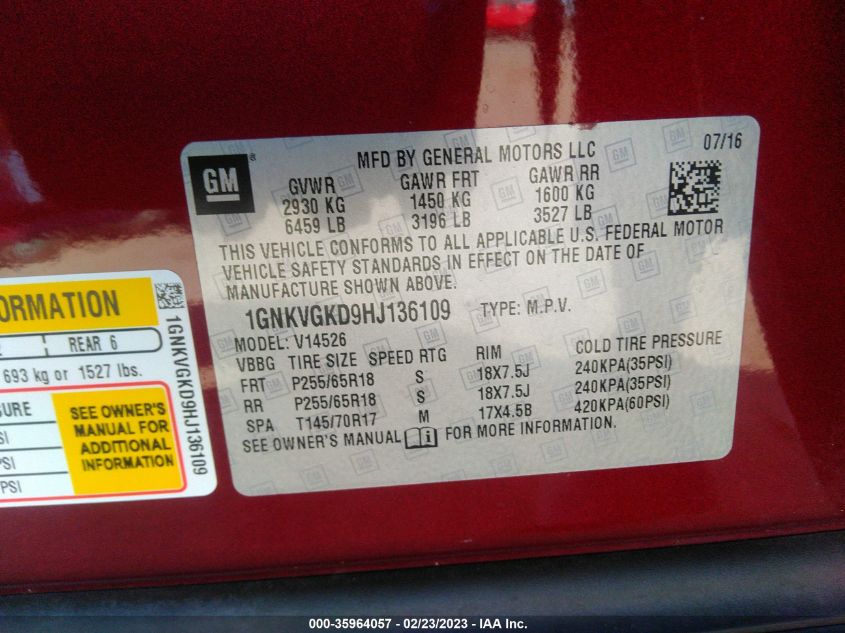 GM
®
MFD BY GENERAL MOTORS LLC
07/16
GVWR GAWR FRT GAWR RR
2930 KG 1450 KG 1600 KG
6459 LB 3196 LB 3527 LB
THIS VEHICLE CONFORMS TO ALL APPLICABLE U.S. FEDERAL MOTOR
VEHICLE SAFETY STANDARDS IN EFFECT ON THE DATE OF
MANUFACTURE SHOWN ABOVE.
1GNKVGKD9HJ136109 TYPE: M.P.V.
MODEL: V14526
VBBG TIRE SIZE SPEED RTG RIM COLD TIRE PRESSURE
FRT P255/65R18 S 18X7.5J 240KPA(35PSI)
RR P255/65R18 S 18X7.5J 240KPA(35PSI)
SPA T145/70R17 M 17X4.5B 420KPA(60PSI)
SEE OWNER'S MANUAL FOR MORE INFORMATION.
ORMATION
REAR 6
693 kg or 1527 lbs.
SEE OWNER'S
MANUAL FOR
ADDITIONAL
INFORMATION
PSI
PSI
1GNKVGKD9HJ136109
000-35964057 - 02/23/2023 - IAA Inc.